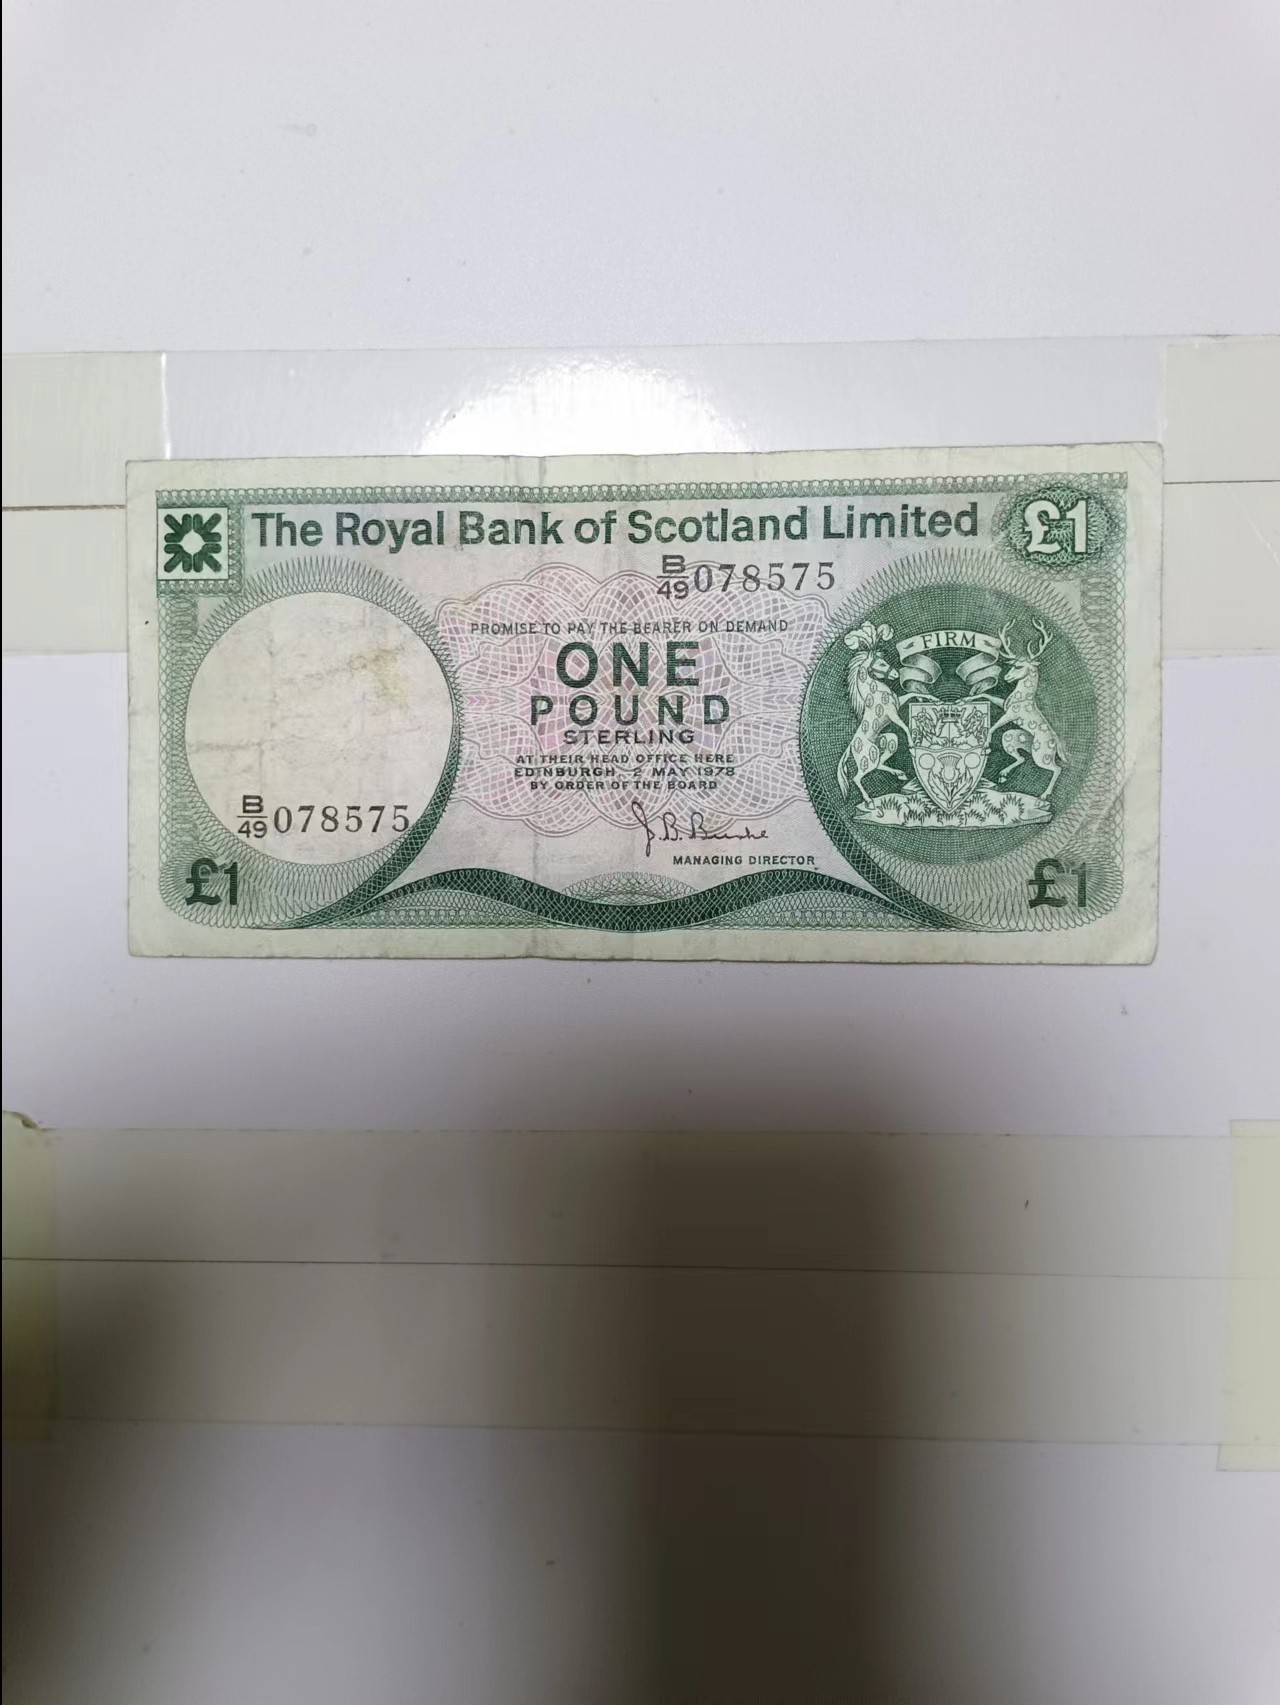 The Royal Bank of Scotland Limited
£1
B/49 078575
PROMISE TO PAY THE BEARER ON DEMAND
ONE
POUND
STERLING
AT THEIR HEAD OFFICE HERE
EDINBURGH, 2 MAY 1978
BY ORDER OF THE BOARD
FIRM
B/49 078575
J. B. Burke
MANAGING DIRECTOR
£1
£1